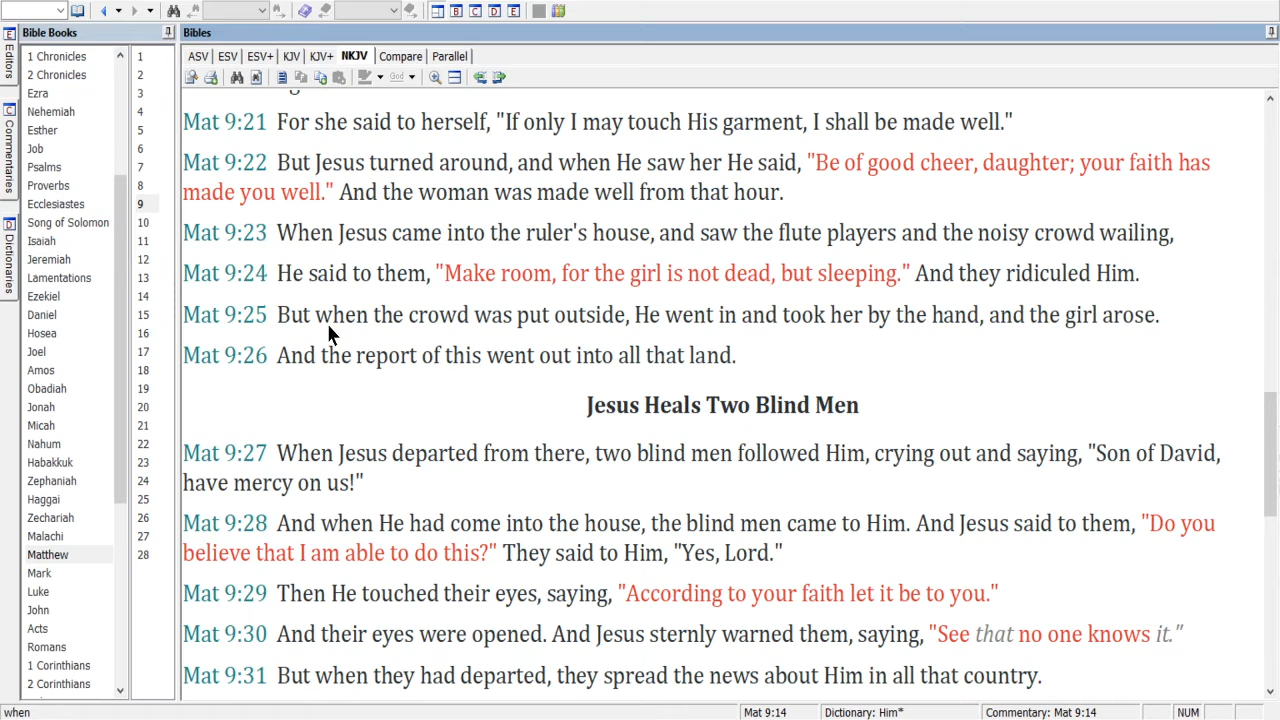 Bible Books
Bibles
Editors
Commentaries
Dictionaries
1 Chronicles
2 Chronicles
Ezra
Nehemiah
Esther
Job
Psalms
Proverbs
Ecclesiastes
Song of Solomon
Isaiah
Jeremiah
Lamentations
Ezekiel
Daniel
Hosea
Joel
Amos
Obadiah
Jonah
Micah
Nahum
Habakkuk
Zephaniah
Haggai
Zechariah
Malachi
Matthew
Mark
Luke
John
Acts
Romans
1 Corinthians
2 Corinthians
1
2
3
4
5
6
7
8
9
10
11
12
13
14
15
16
17
18
19
20
21
22
23
24
25
26
27
28
ASV ESV ESV+ KJV KJV+ NKJV Compare Parallel
Mat 9:21 For she said to herself, "If only I may touch His garment, I shall be made well."
Mat 9:22 But Jesus turned around, and when He saw her He said, "Be of good cheer, daughter; your faith has
made you well." And the woman was made well from that hour.
Mat 9:23 When Jesus came into the ruler's house, and saw the flute players and the noisy crowd wailing,
Mat 9:24 He said to them, "Make room, for the girl is not dead, but sleeping." And they ridiculed Him.
Mat 9:25 But when the crowd was put outside, He went in and took her by the hand, and the girl arose.
Mat 9:26 And the report of this went out into all that land.
Jesus Heals Two Blind Men
Mat 9:27 When Jesus departed from there, two blind men followed Him, crying out and saying, "Son of David,
have mercy on us!"
Mat 9:28 And when He had come into the house, the blind men came to Him. And Jesus said to them, "Do you
believe that I am able to do this?" They said to Him, "Yes, Lord."
Mat 9:29 Then He touched their eyes, saying, "According to your faith let it be to you."
Mat 9:30 And their eyes were opened. And Jesus sternly warned them, saying, "See that no one knows it."
Mat 9:31 But when they had departed, they spread the news about Him in all that country.
when
Mat 9:14
Dictionary: Him*
Commentary: Mat 9:14
NUM